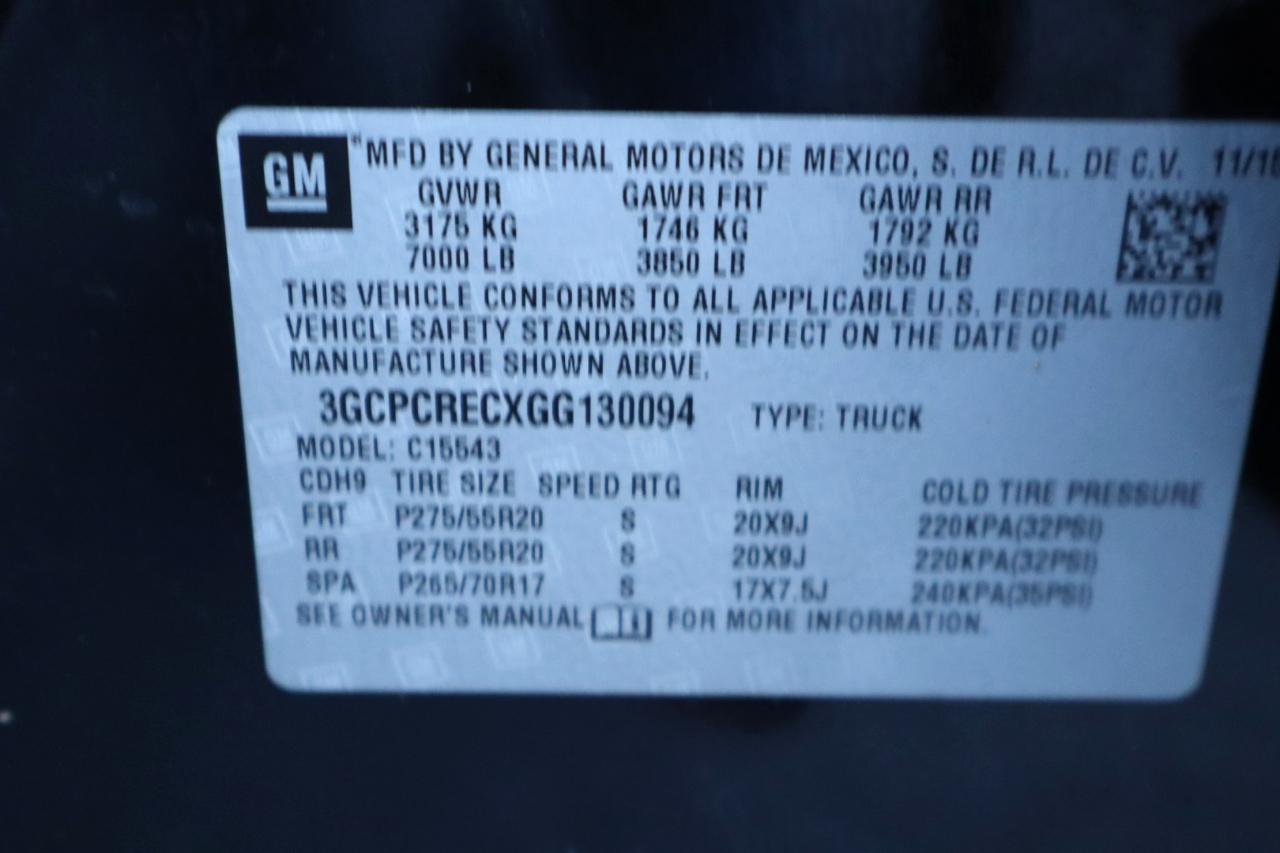 GM
MFD BY GENERAL MOTORS DE MEXICO, S. DE R.L. DE C.V.
GVWR GAWR FRT GAWR RR
3175 KG 1746 KG 1792 KG
7000 LB 3850 LB 3950 LB
THIS VEHICLE CONFORMS TO ALL APPLICABLE U.S. FEDERAL MOTOR
VEHICLE SAFETY STANDARDS IN EFFECT ON THE DATE OF
MANUFACTURE SHOWN ABOVE.
3GCPCRECXGG130094 TYPE: TRUCK
MODEL: C15543
CDH9 TIRE SIZE SPEED RTG RIM COLD TIRE PRESSURE
FRT P275/55R20 S 20X9J 220KPA(32PSI)
RR P275/55R20 S 20X9J 220KPA(32PSI)
SPA P265/70R17 S 17X7.5J 240KPA(35PSI)
SEE OWNER'S MANUAL FOR MORE INFORMATION.